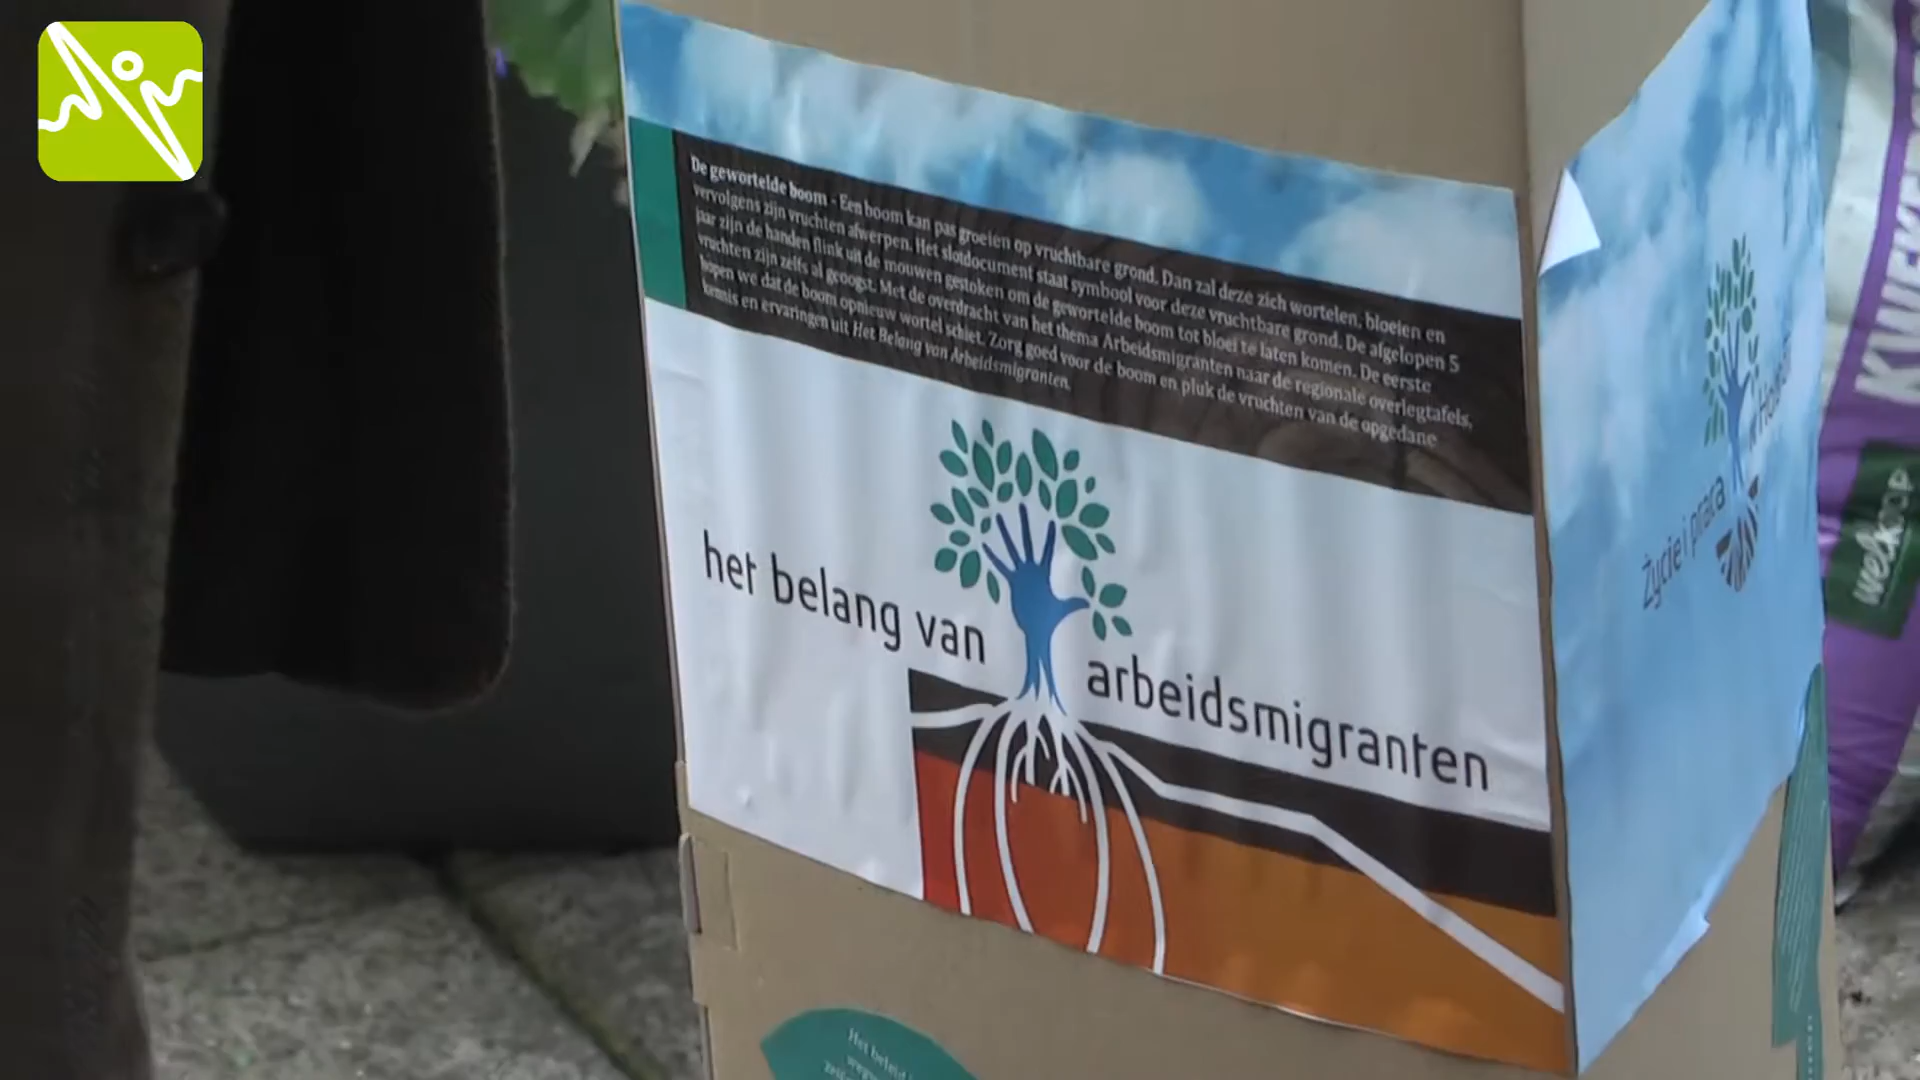 De gewortelde boom - Een boom kan pas groeien op vruchtbare grond. Dan zal deze zich wortelen, bloeien en
vervolgens zijn vruchten afwerpen. Het slotdocument staat symbool voor deze vruchtbare grond. De afgelopen 5
jaar zijn de handen flink uit de mouwen gestoken om de gewortelde boom tot bloei te laten komen. De eerste
vruchten zijn zelfs al geoogst. Met de overdracht van het thema Arbeidsmigranten naar de regionale overlegtafels,
hopen we dat de boom opnieuw wortel schiet. Zorg goed voor de boom en pluk de vruchten van de opgedane
kennis en ervaringen uit Het Belang van Arbeidsmigranten.
het belang van
arbeidsmigranten
Życie i praca
welkoop
Het beleid